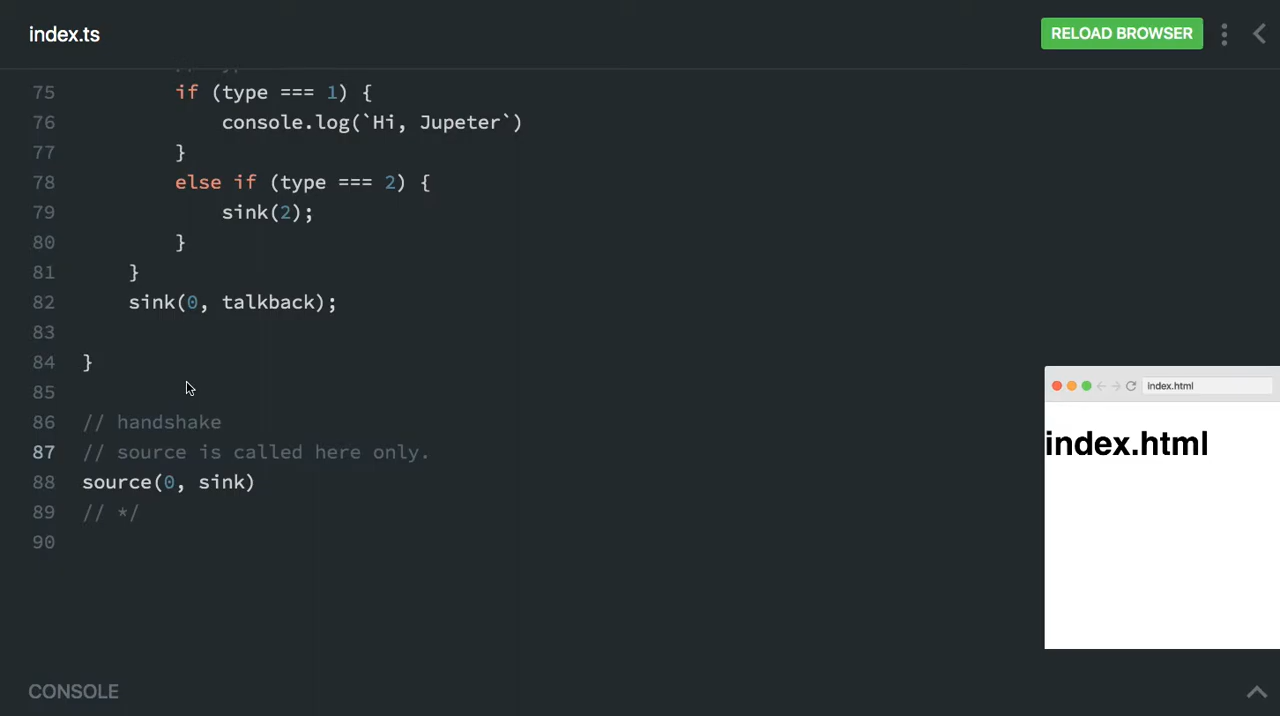 index.ts
RELOAD BROWSER
75 if (type === 1) {
76 console.log(`Hi, Jupeter`)
77 }
78 else if (type === 2) {
79 sink(2);
80 }
81 }
82 sink(0, talkback);
83
84 }
85
86 // handshake
87 // source is called here only.
88 source(0, sink)
89 // */
90
index.html
index.html
CONSOLE